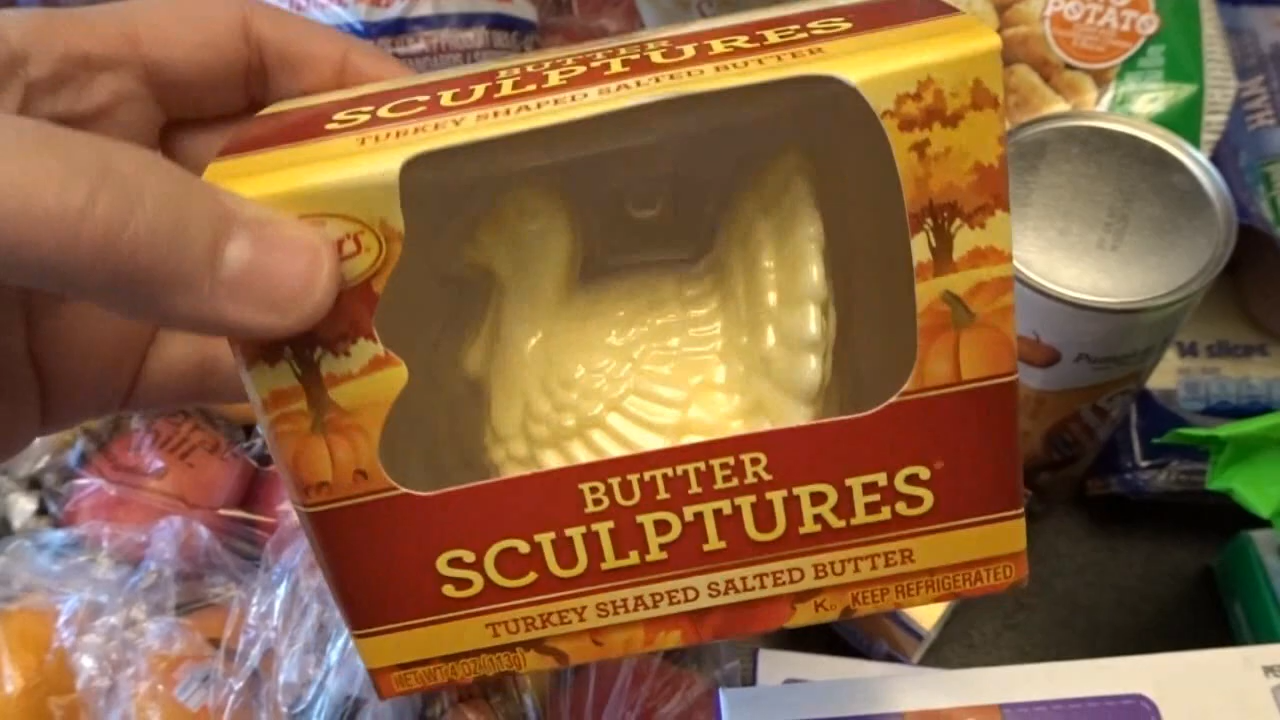 POTATO
BUTTER
SCULPTURES
TURKEY SHAPED SALTED BUTTER
14 slices
BUTTER
SCULPTURES
TURKEY SHAPED SALTED BUTTER
K. KEEP REFRIGERATED
NET WT 4 OZ (113g)